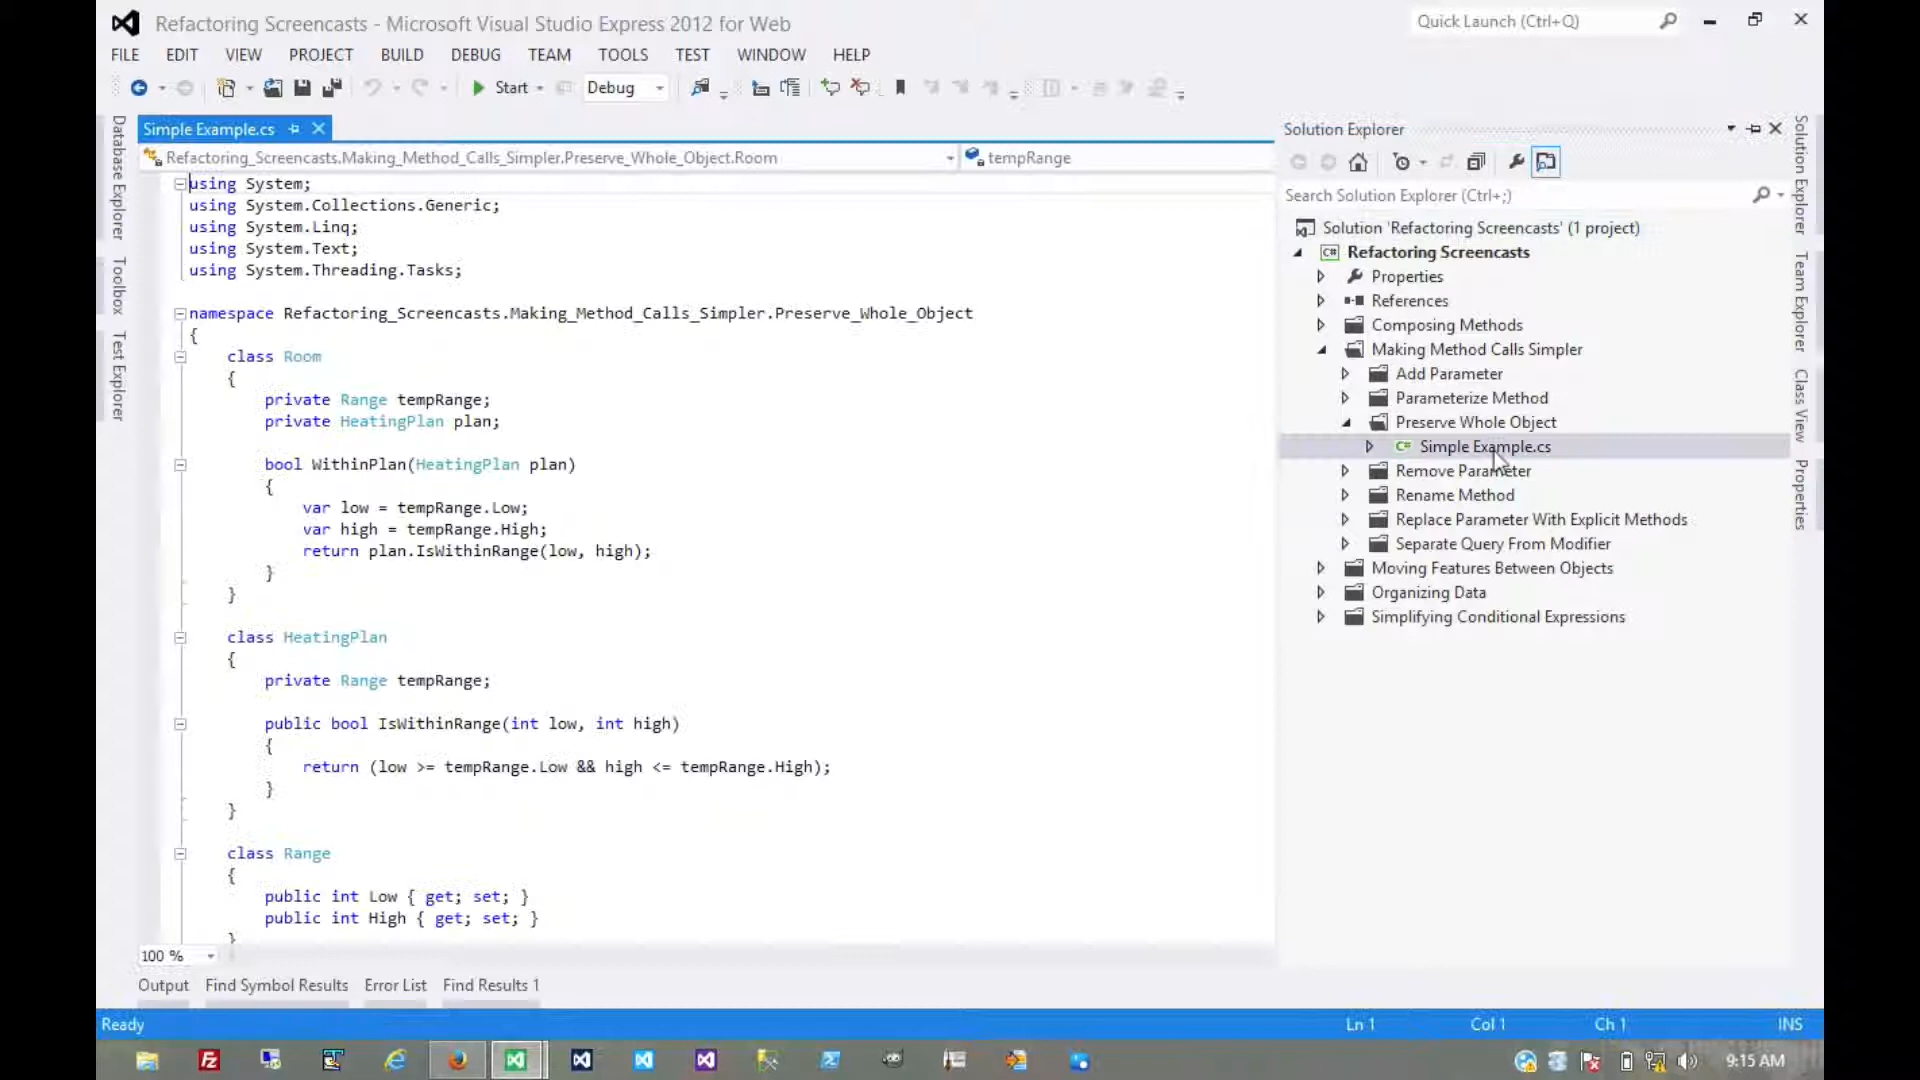 Refactoring Screencasts - Microsoft Visual Studio Express 2012 for Web
Quick Launch (Ctrl+Q)
FILE EDIT VIEW PROJECT BUILD DEBUG TEAM TOOLS TEST WINDOW HELP
Start Debug
Database Explorer
Toolbox
Test Explorer
Simple Example.cs
Refactoring_Screencasts.Making_Method_Calls_Simpler.Preserve_Whole_Object.Room
tempRange
using System;
using System.Collections.Generic;
using System.Linq;
using System.Text;
using System.Threading.Tasks;
namespace Refactoring_Screencasts.Making_Method_Calls_Simpler.Preserve_Whole_Object
{
class Room
{
private Range tempRange;
private HeatingPlan plan;
bool WithinPlan(HeatingPlan plan)
{
var low = tempRange.Low;
var high = tempRange.High;
return plan.IsWithinRange(low, high);
}
}
class HeatingPlan
{
private Range tempRange;
public bool IsWithinRange(int low, int high)
{
return (low >= tempRange.Low && high <= tempRange.High);
}
}
class Range
{
public int Low { get; set; }
public int High { get; set; }
}
100 %
Solution Explorer
Search Solution Explorer (Ctrl+;)
Solution 'Refactoring Screencasts' (1 project)
C# Refactoring Screencasts
Properties
References
Composing Methods
Making Method Calls Simpler
Add Parameter
Parameterize Method
Preserve Whole Object
C# Simple Example.cs
Remove Parameter
Rename Method
Replace Parameter With Explicit Methods
Separate Query From Modifier
Moving Features Between Objects
Organizing Data
Simplifying Conditional Expressions
Solution Explorer
Team Explorer
Class View
Properties
Output Find Symbol Results Error List Find Results 1
Ready Ln 1 Col 1 Ch 1 INS
9:15 AM